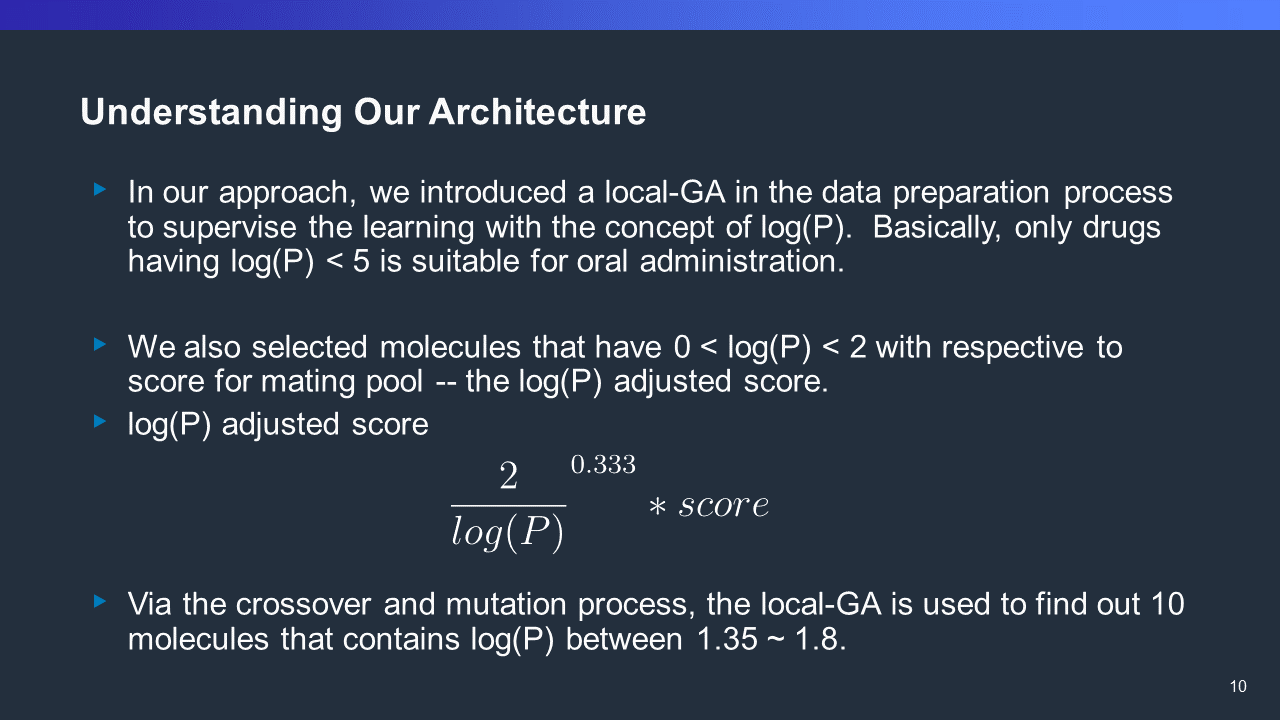 Understanding Our Architecture
In our approach, we introduced a local-GA in the data preparation process
to supervise the learning with the concept of log(P).  Basically, only drugs
having log(P) < 5 is suitable for oral administration.
We also selected molecules that have 0 < log(P) < 2 with respective to
score for mating pool -- the log(P) adjusted score.
log(P) adjusted score
2 0.333
log(P) * score
Via the crossover and mutation process, the local-GA is used to find out 10
molecules that contains log(P) between 1.35 ~ 1.8.
10